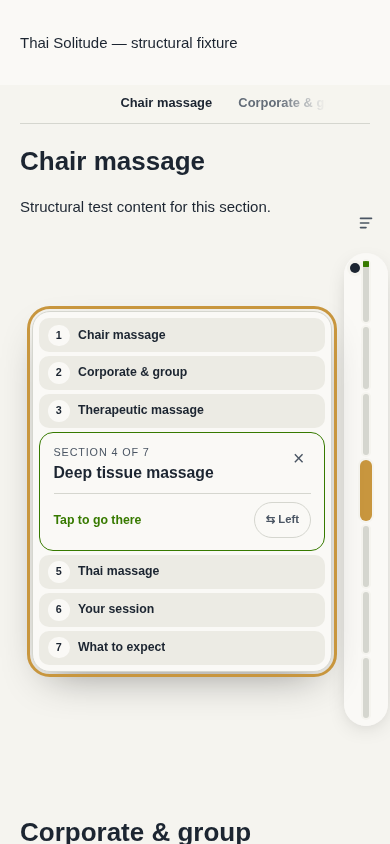 Thai Solitude — structural fixture
Chair massage Corporate & g
Chair massage
Structural test content for this section.
1 Chair massage
2 Corporate & group
3 Therapeutic massage
SECTION 4 OF 7
×
Deep tissue massage
Tap to go there
⇆ Left
5 Thai massage
6 Your session
7 What to expect
Corporate & group